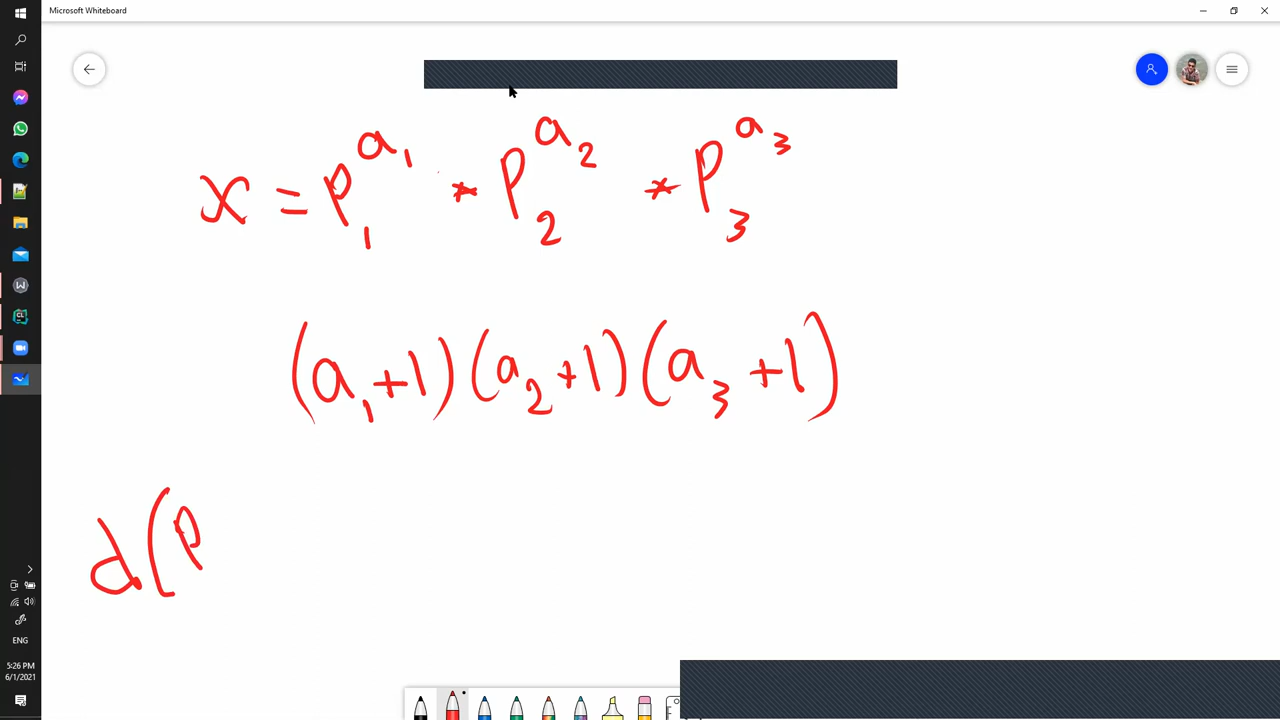 Microsoft Whiteboard
x = p₁^a₁ * p₂^a₂ * p₃^a₃
(a₁+1)(a₂+1)(a₃+1)
d(p
ENG
5:26 PM
6/1/2021